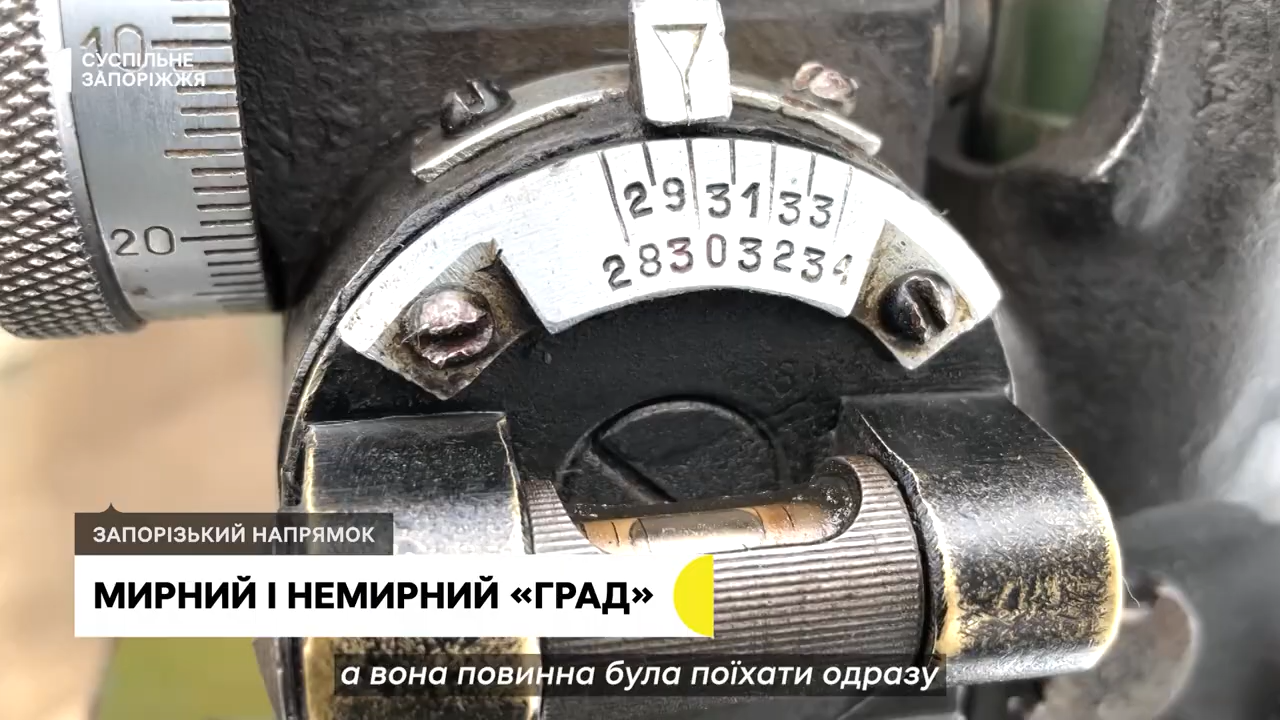 10
СУСПІЛЬНЕ
ЗАПОРІЖЖЯ
20
29 31 33
28 30 32 34
ЗАПОРІЗЬКИЙ НАПРЯМОК
МИРНИЙ І НЕМИРНИЙ «ГРАД»
а вона повинна була поїхати одразу